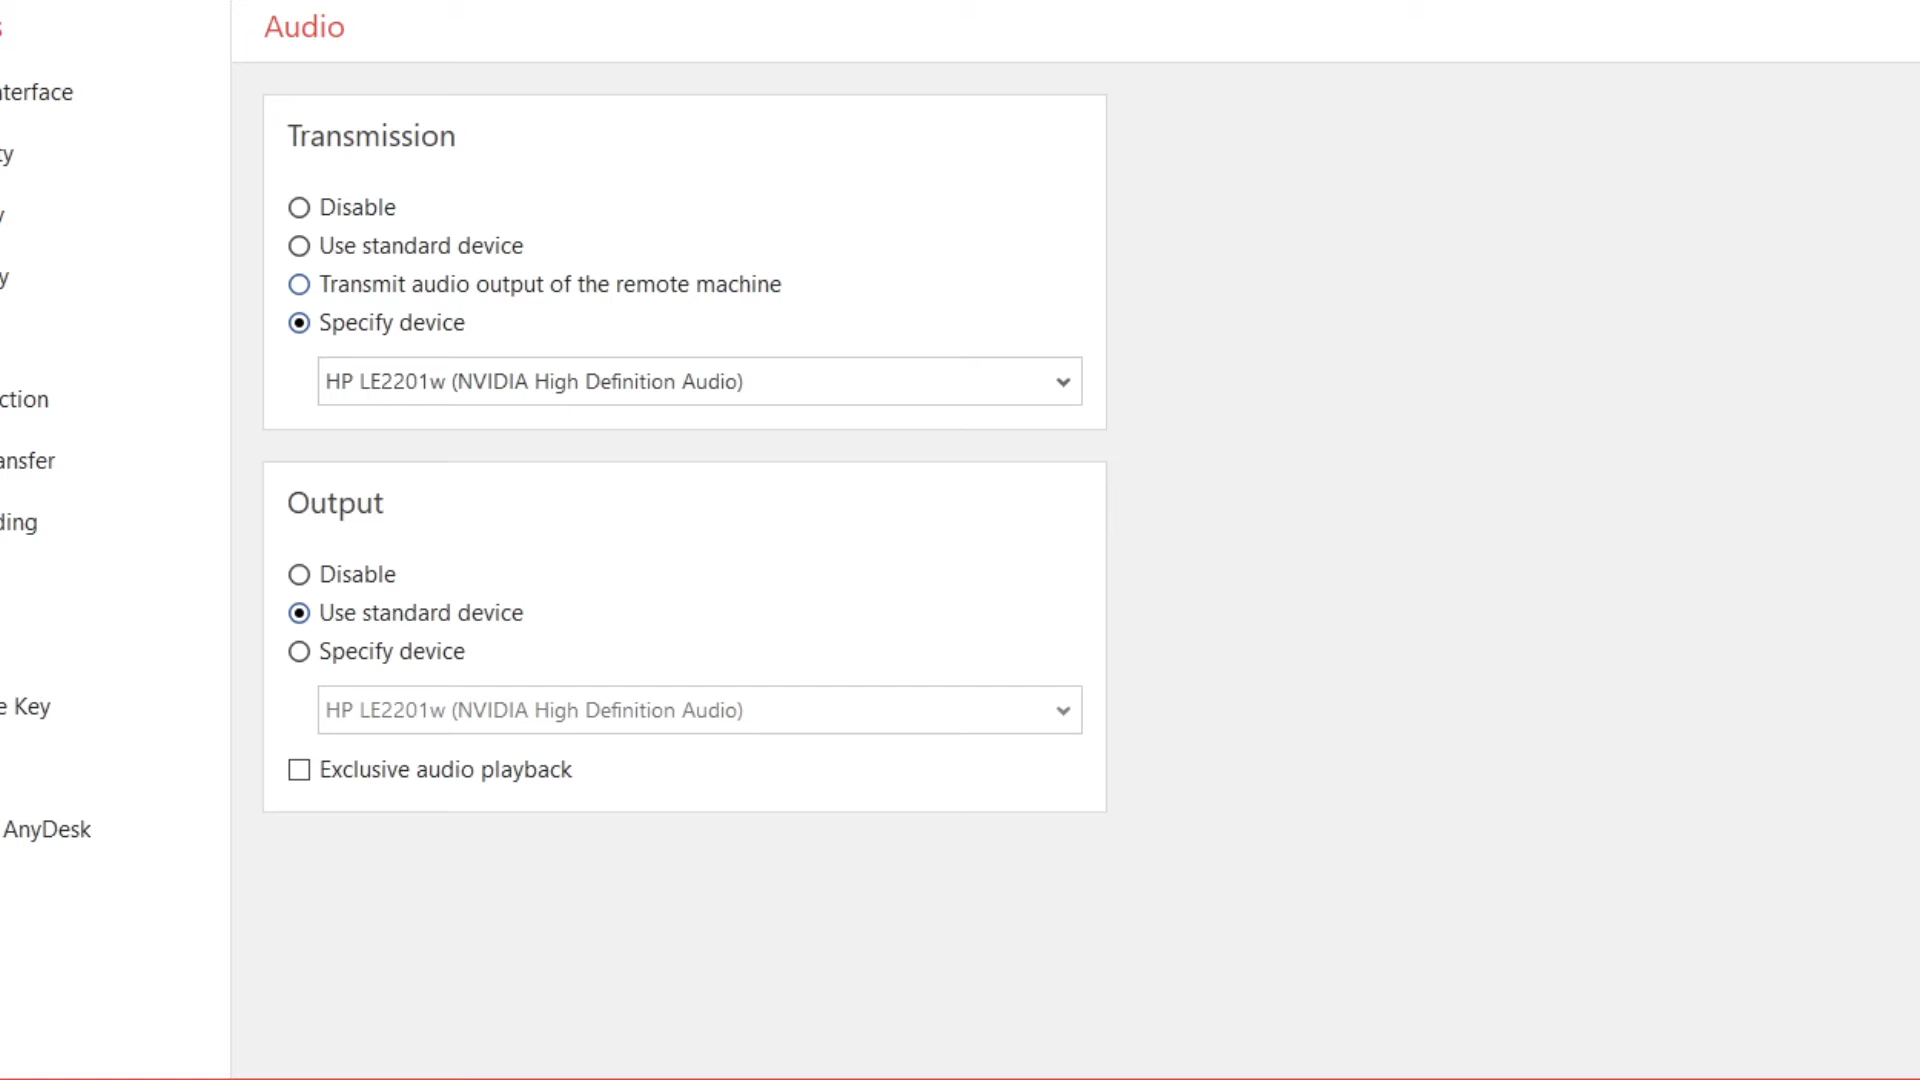 s
Audio
nterface
ty
y
y
ction
ansfer
ding
e Key
AnyDesk
Transmission
Disable
Use standard device
Transmit audio output of the remote machine
Specify device
HP LE2201w (NVIDIA High Definition Audio)
Output
Disable
Use standard device
Specify device
HP LE2201w (NVIDIA High Definition Audio)
Exclusive audio playback